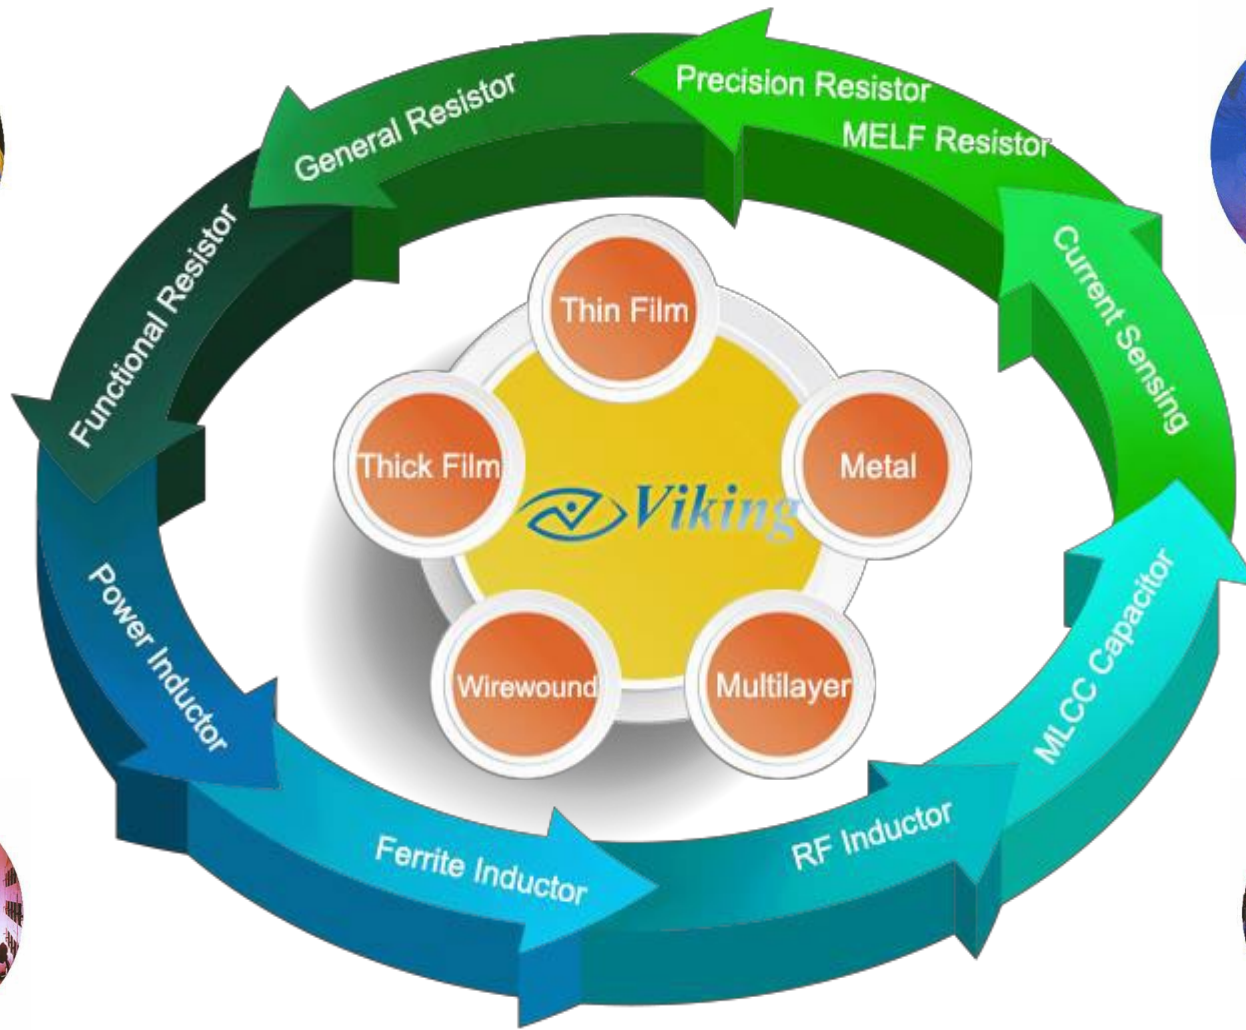 Precision Resistor
MELF Resistor
General Resistor
Functional Resistor
Current Sensing
Thin Film
Thick Film
Metal
Viking
Wirewound
Multilayer
Power Inductor
Ferrite Inductor
RF Inductor
MLCC Capacitor